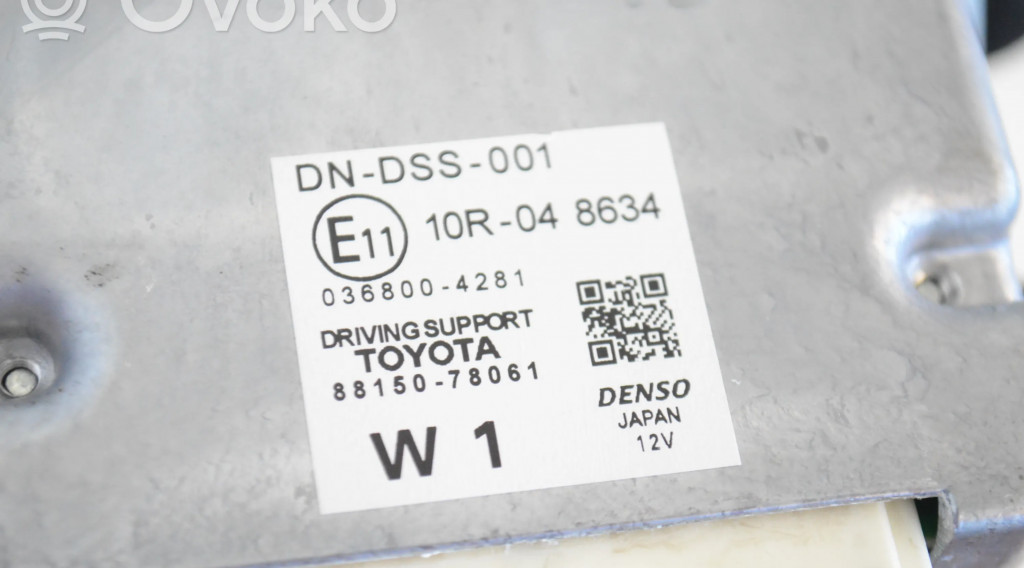 OVOKO
DN-DSS-001
E11 10R-04 8634
036800-4281
DRIVING SUPPORT
TOYOTA
88150-78061
W 1
DENSO
JAPAN
12V